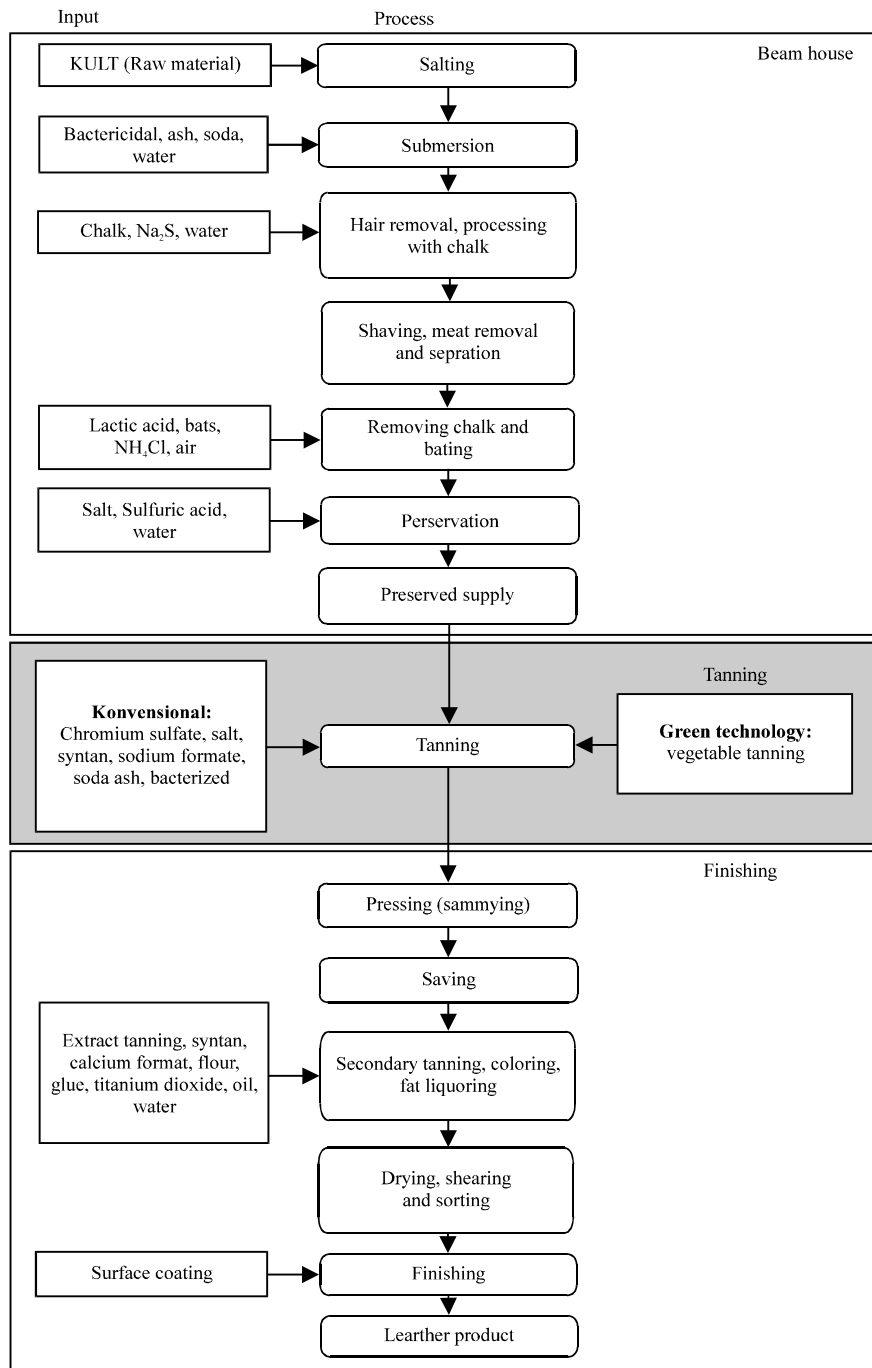 Input
Process
Beam house
KULT (Raw material)
Salting
Bactericidal, ash, soda,
water
Submersion
Chalk, Na₂S, water
Hair removal, processing
with chalk
Shaving, meat removal
and sepration
Lactic acid, bats,
NH₄Cl, air
Removing chalk and
bating
Salt, Sulfuric acid,
water
Perservation
Preserved supply
Tanning
Konvensional:
Chromium sulfate, salt,
syntan, sodium formate,
soda ash, bacterized
Tanning
Green technology:
vegetable tanning
Finishing
Pressing (sammying)
Saving
Extract tanning, syntan,
calcium format, flour,
glue, titanium dioxide, oil,
water
Secondary tanning, coloring,
fat liquoring
Drying, shearing
and sorting
Surface coating
Finishing
Learther product